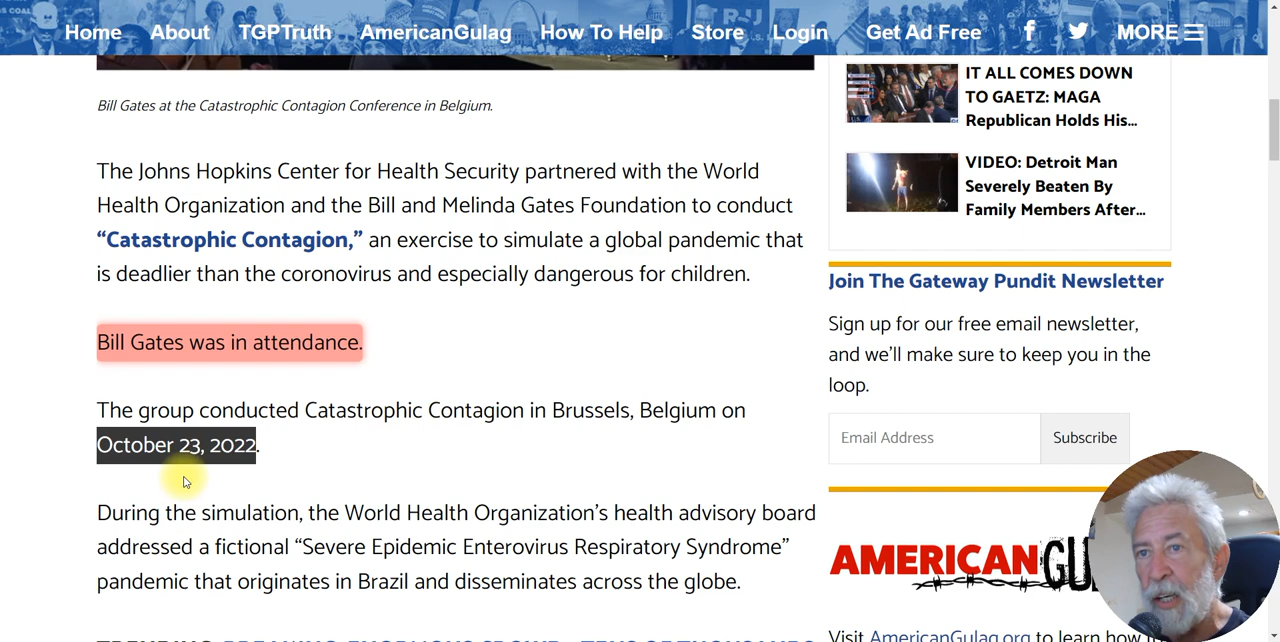 Home About TGPTruth AmericanGulag How To Help Store Login Get Ad Free MORE
Bill Gates at the Catastrophic Contagion Conference in Belgium.
The Johns Hopkins Center for Health Security partnered with the World
Health Organization and the Bill and Melinda Gates Foundation to conduct
“Catastrophic Contagion,” an exercise to simulate a global pandemic that
is deadlier than the coronovirus and especially dangerous for children.
Bill Gates was in attendance.
The group conducted Catastrophic Contagion in Brussels, Belgium on
October 23, 2022.
During the simulation, the World Health Organization’s health advisory board
addressed a fictional “Severe Epidemic Enterovirus Respiratory Syndrome”
pandemic that originates in Brazil and disseminates across the globe.
IT ALL COMES DOWN
TO GAETZ: MAGA
Republican Holds His...
VIDEO: Detroit Man
Severely Beaten By
Family Members After...
Join The Gateway Pundit Newsletter
Sign up for our free email newsletter,
and we'll make sure to keep you in the
loop.
Email Address Subscribe
AMERICANGU
Visit AmericanGulag.org to learn how